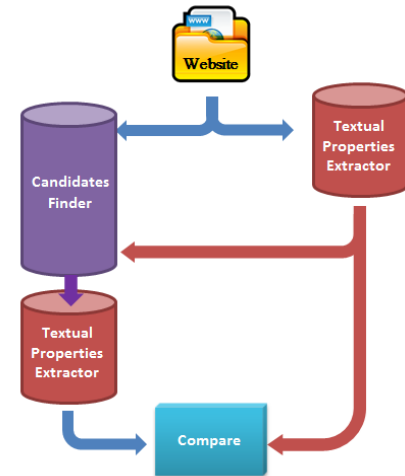 www
Website
Textual
Properties
Extractor
Candidates
Finder
Textual
Properties
Extractor
Compare